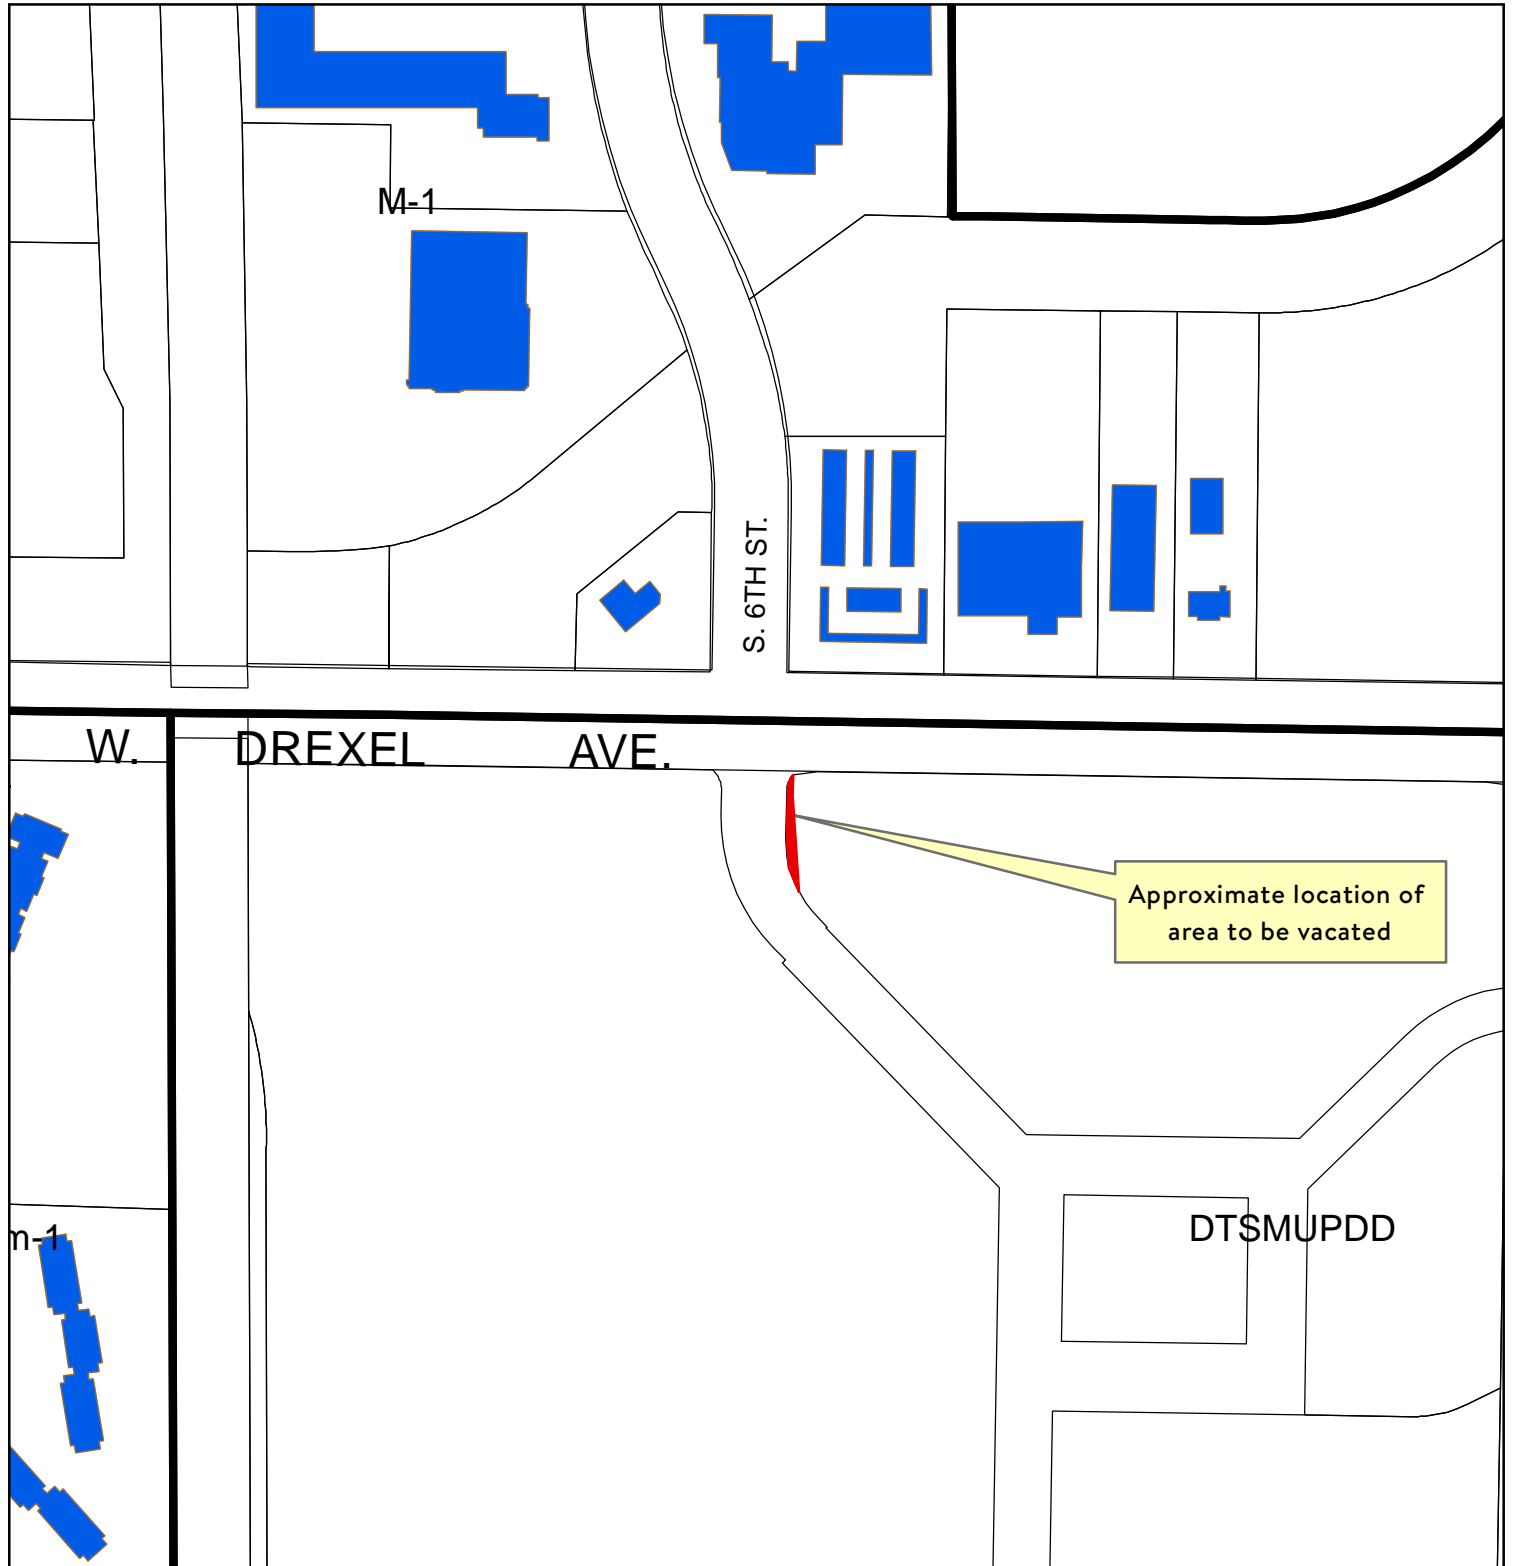 M-1
S. 6TH ST.
W. DREXEL AVE.
Approximate location of
area to be vacated
DTSMUPDD
m-1